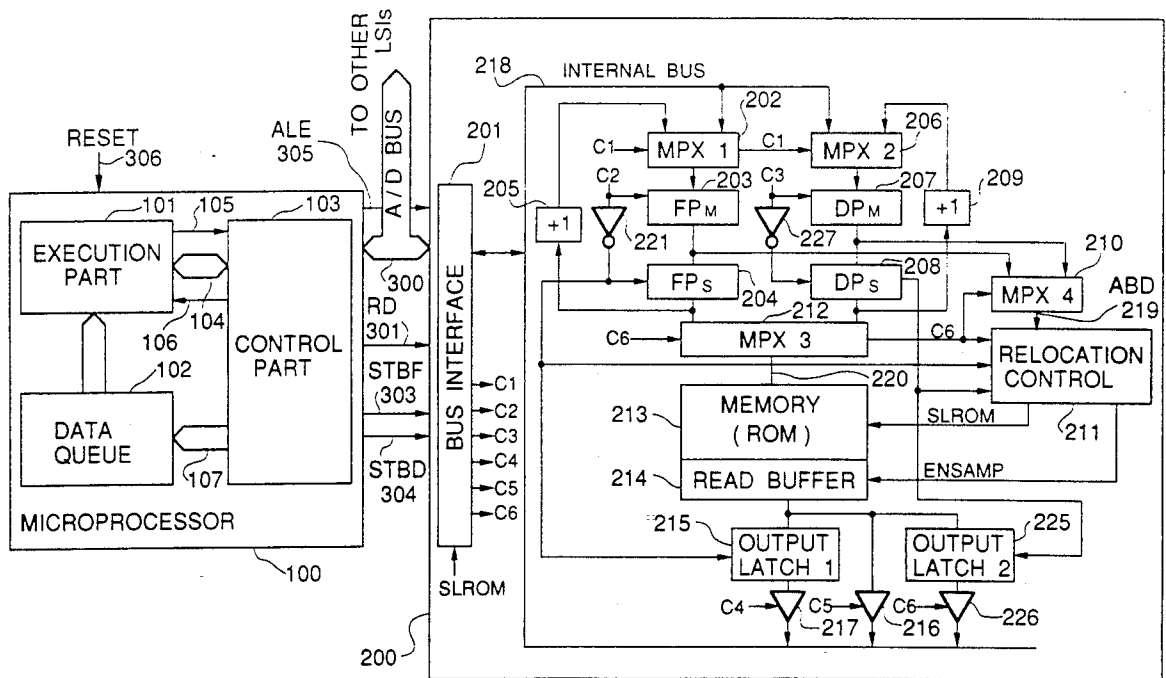 TO OTHER
LSIs
A/D BUS
300
RESET
306
ALE
305
101
105
103
EXECUTION
PART
104
106
CONTROL
PART
102
DATA
QUEUE
107
MICROPROCESSOR
100
RD
301
STBF
303
STBD
304
201
BUS INTERFACE
C1
C2
C3
C4
C5
C6
SLROM
200
218
INTERNAL BUS
202
206
C1
MPX 1
C1
MPX 2
205
C2
203
C3
207
209
+1
FPM
DPM
+1
221
227
210
208
FPS
DPS
204
MPX 4
ABD
219
212
C6
MPX 3
C6
220
RELOCATION
CONTROL
211
213
MEMORY
(ROM)
SLROM
214
READ BUFFER
ENSAMP
215
225
OUTPUT
LATCH 1
OUTPUT
LATCH 2
C4
C5
C6
217
216
226